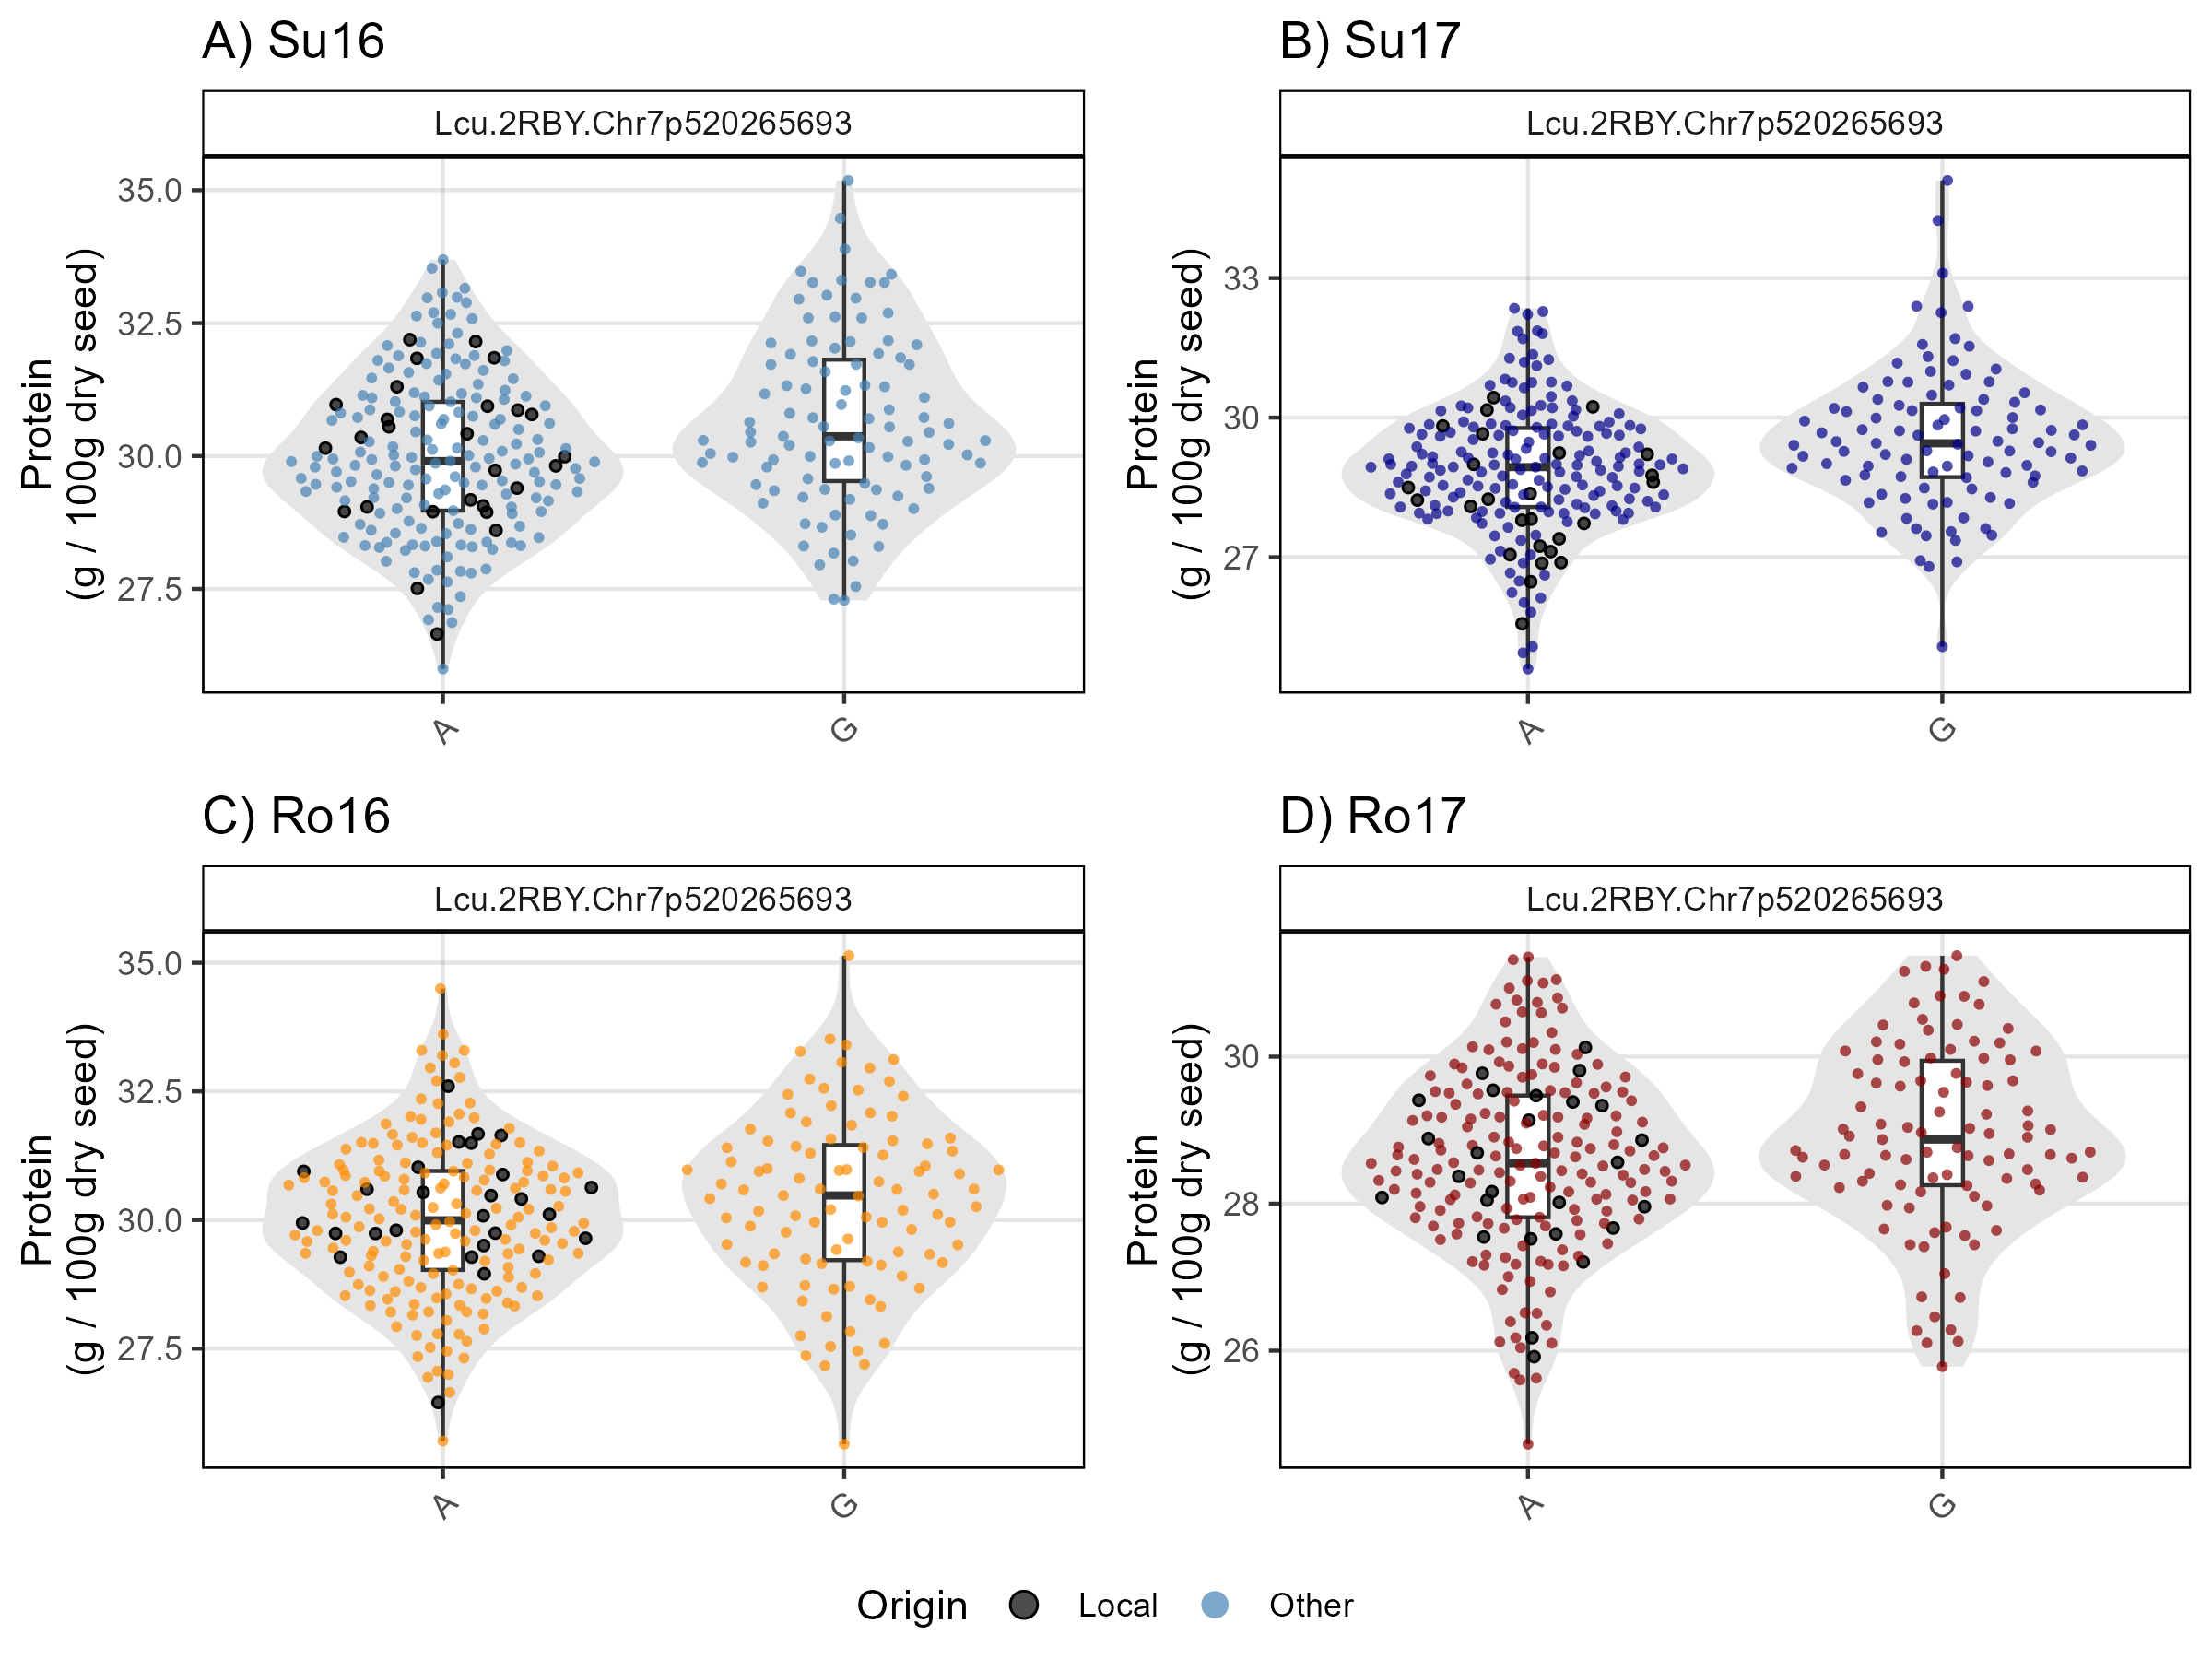 A) Su16
Lcu.2RBY.Chr7p520265693
Protein
(g / 100g dry seed)
35.0
32.5
30.0
27.5
A
G
B) Su17
Lcu.2RBY.Chr7p520265693
Protein
(g / 100g dry seed)
33
30
27
A
G
C) Ro16
Lcu.2RBY.Chr7p520265693
Protein
(g / 100g dry seed)
35.0
32.5
30.0
27.5
A
G
D) Ro17
Lcu.2RBY.Chr7p520265693
Protein
(g / 100g dry seed)
30
28
26
A
G
Origin Local Other